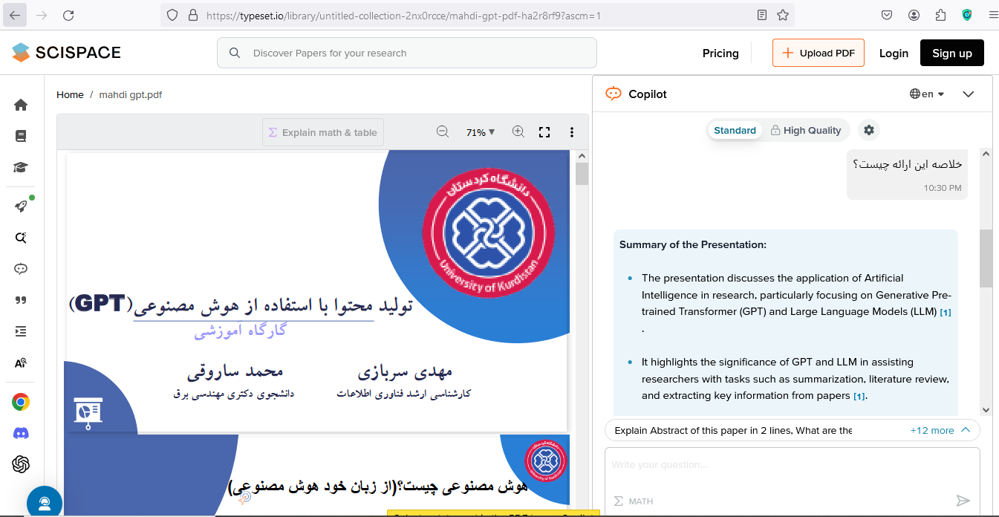 https://typeset.io/library/untitled-collection-2nx0rcce/mahdi-gpt-pdf-ha2r8rf9?ascm=1
SCISPACE
Discover Papers for your research
Pricing
Upload PDF
Login
Sign up
Home / mahdi gpt.pdf
Explain math & table
71%
دانشگاه کردستان
University of Kurdistan
تولید محتوا با استفاده از هوش مصنوعی(GPT)
گارگاه آموزشی
مهدی سربازی
محمد ساروقی
کارشناسی ارشد فناوری اطلاعات
دانشجوی دکتری مهندسی برق
هوش مصنوعی چیست؟(از زبان خود هوش مصنوعی)
Copilot
en
Standard
High Quality
خلاصه این ارائه چیست؟
10:30 PM
Summary of the Presentation:
• The presentation discusses the application of Artificial
Intelligence in research, particularly focusing on Generative Pre-
trained Transformer (GPT) and Large Language Models (LLM) [1]
.
• It highlights the significance of GPT and LLM in assisting
researchers with tasks such as summarization, literature review,
and extracting key information from papers [1].
Explain Abstract of this paper in 2 lines, What are the
+12 more
Write your question...
MATH